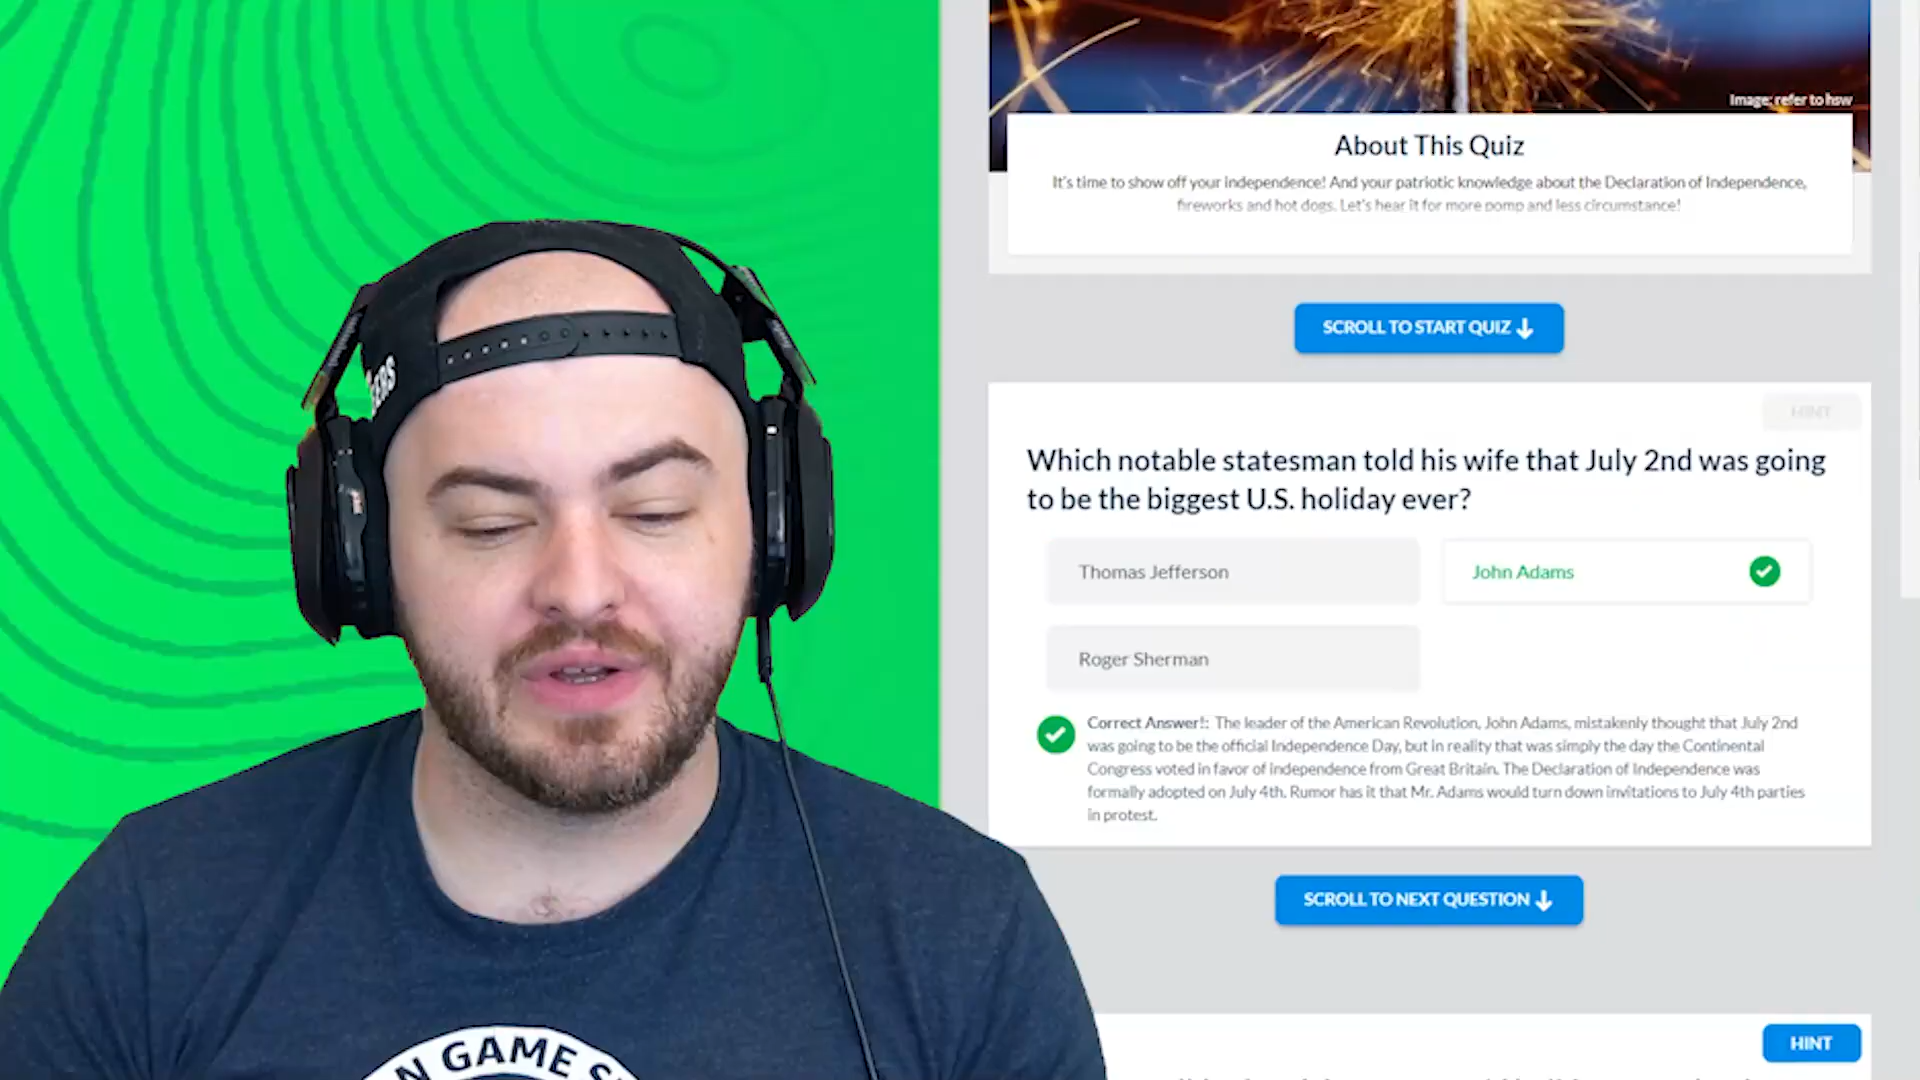 Image: refer to hsw
About This Quiz
It's time to show off your independence! And your patriotic knowledge about the Declaration of Independence,
fireworks and hot dogs. Let's hear it for more pomp and less circumstance!
SCROLL TO START QUIZ
HINT
Which notable statesman told his wife that July 2nd was going
to be the biggest U.S. holiday ever?
Thomas Jefferson
John Adams
Roger Sherman
Correct Answer!: The leader of the American Revolution, John Adams, mistakenly thought that July 2nd
was going to be the official Independence Day, but in reality that was simply the day the Continental
Congress voted in favor of independence from Great Britain. The Declaration of Independence was
formally adopted on July 4th. Rumor has it that Mr. Adams would turn down invitations to July 4th parties
in protest.
SCROLL TO NEXT QUESTION
HINT
ERS
N GAME S